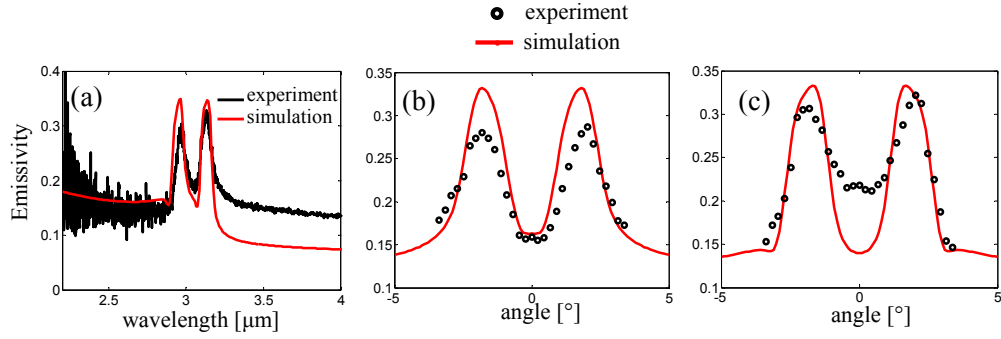 experiment
simulation
(a)
experiment
simulation
Emissivity
0.4
0.3
0.2
0.1
0
2.5
3
3.5
4
wavelength [μm]
(b)
0.35
0.3
0.25
0.2
0.15
0.1
-5
0
5
angle [°]
(c)
0.35
0.3
0.25
0.2
0.15
0.1
-5
0
5
angle [°]